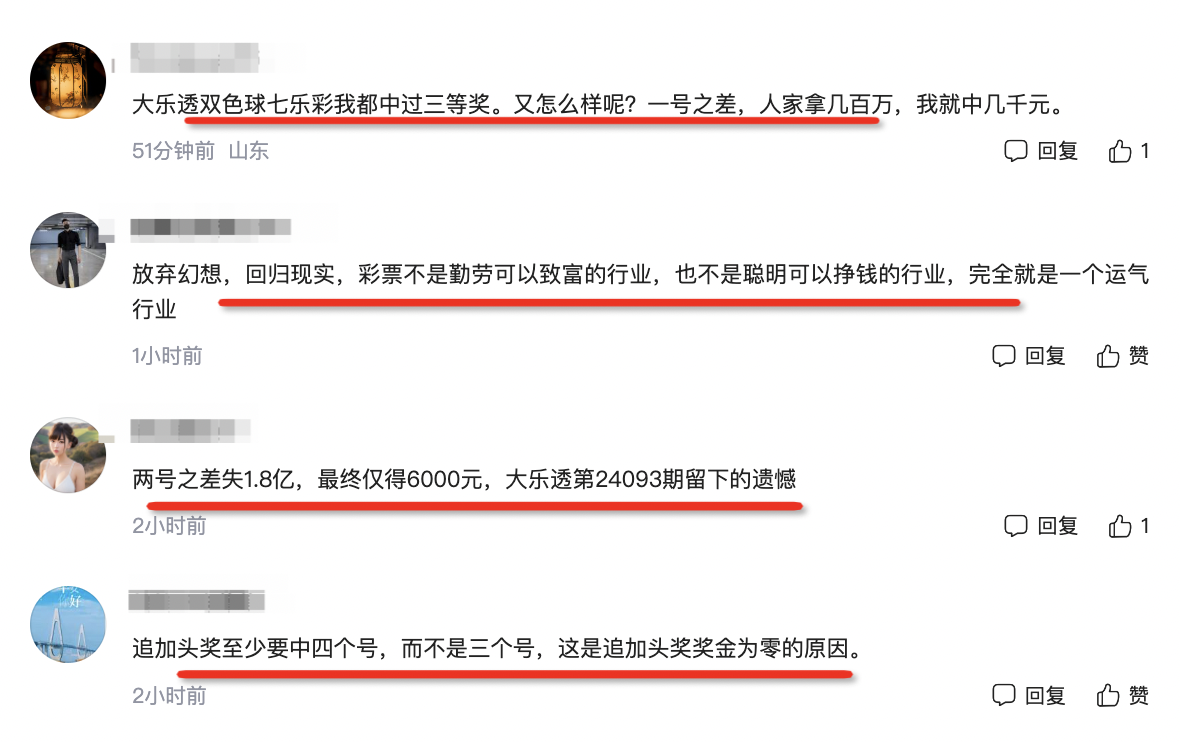 大乐透双色球七乐彩我都中过三等奖。又怎么样呢？一号之差，人家拿几百万，我就中几千元。
51分钟前 山东
回复 1
放弃幻想，回归现实，彩票不是勤劳可以致富的行业，也不是聪明可以挣钱的行业，完全就是一个运气
行业
1小时前
回复 赞
两号之差失1.8亿，最终仅得6000元，大乐透第24093期留下的遗憾
2小时前
回复 1
追加头奖至少要中四个号，而不是三个号，这是追加头奖奖金为零的原因。
2小时前
回复 赞